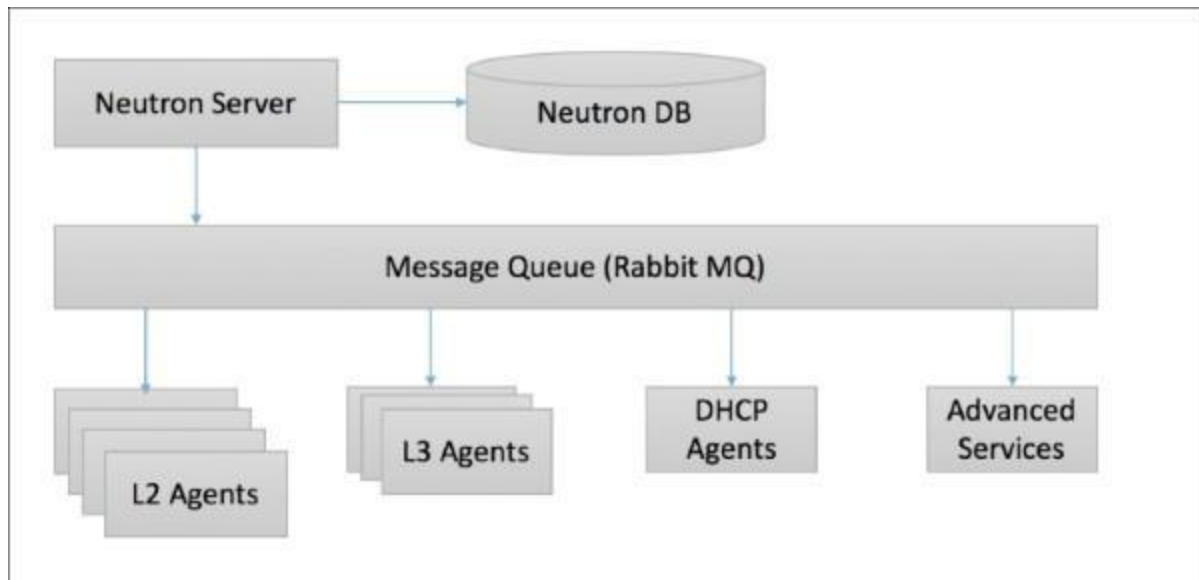 Neutron Server
Neutron DB
Message Queue (Rabbit MQ)
L2 Agents
L3 Agents
DHCP
Agents
Advanced
Services